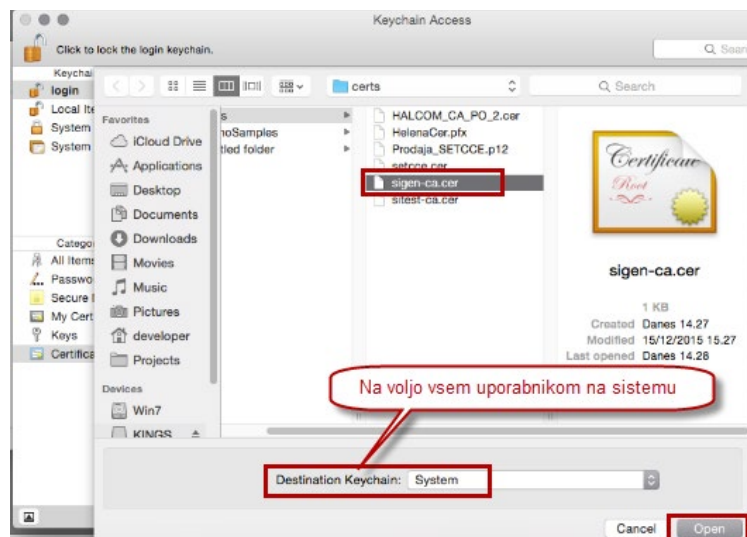 Keychain Access
Click to lock the login keychain.
Keychai
login
Local Ite
System
System
certs
Search
Favorites
iCloud Drive
Applications
Desktop
Documents
Downloads
Movies
Music
Pictures
developer
Projects
Devices
Win7
KINGS
Catego
All Items
Passwo
Secure
My Cert
Keys
Certifica
s
noSamples
tled folder
HALCOM_CA_PO_2.cer
HelenaCer.pfx
Prodaja_SETCCE.p12
setcce.cer
sigen-ca.cer
sitest-ca.cer
Certificate
Root
sigen-ca.cer
1 KB
Created Danes 14.27
Modified 15/12/2015 15.27
Last opened Danes 14.28
Na voljo vsem uporabnikom na sistemu
Destination Keychain: System
Cancel
Open